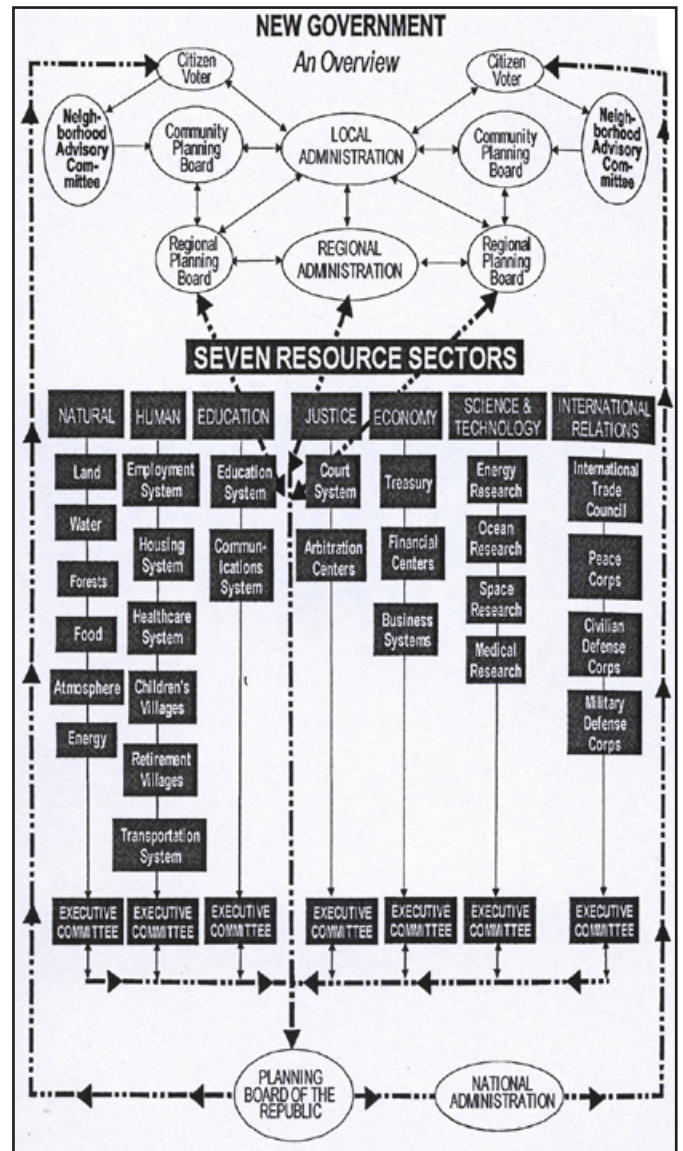 NEW GOVERNMENT
An Overview
Citizen
Voter
Citizen
Voter
Neigh-
borhood
Advisory
Com-
mittee
Community
Planning
Board
LOCAL
ADMINISTRATION
Community
Planning
Board
Neigh-
borhood
Advisory
Com-
mittee
Regional
Planning
Board
REGIONAL
ADMINISTRATION
Regional
Planning
Board
SEVEN RESOURCE SECTORS
NATURAL
HUMAN
EDUCATION
JUSTICE
ECONOMY
SCIENCE &
TECHNOLOGY
INTERNATIONAL
RELATIONS
Land
Water
Forests
Food
Atmosphere
Energy
Employment
System
Housing
System
Healthcare
System
Children's
Villages
Retirement
Villages
Transportation
System
Education
System
Commun-
ications
System
Court
System
Arbitration
Centers
Treasury
Financial
Centers
Business
Systems
Energy
Research
Ocean
Research
Space
Research
Medical
Research
International
Trade
Council
Peace
Corps
Civilian
Defense
Corps
Military
Defense
Corps
EXECUTIVE
COMMITTEE
EXECUTIVE
COMMITTEE
EXECUTIVE
COMMITTEE
EXECUTIVE
COMMITTEE
EXECUTIVE
COMMITTEE
EXECUTIVE
COMMITTEE
EXECUTIVE
COMMITTEE
PLANNING
BOARD OF THE
REPUBLIC
NATIONAL
ADMINISTRATION